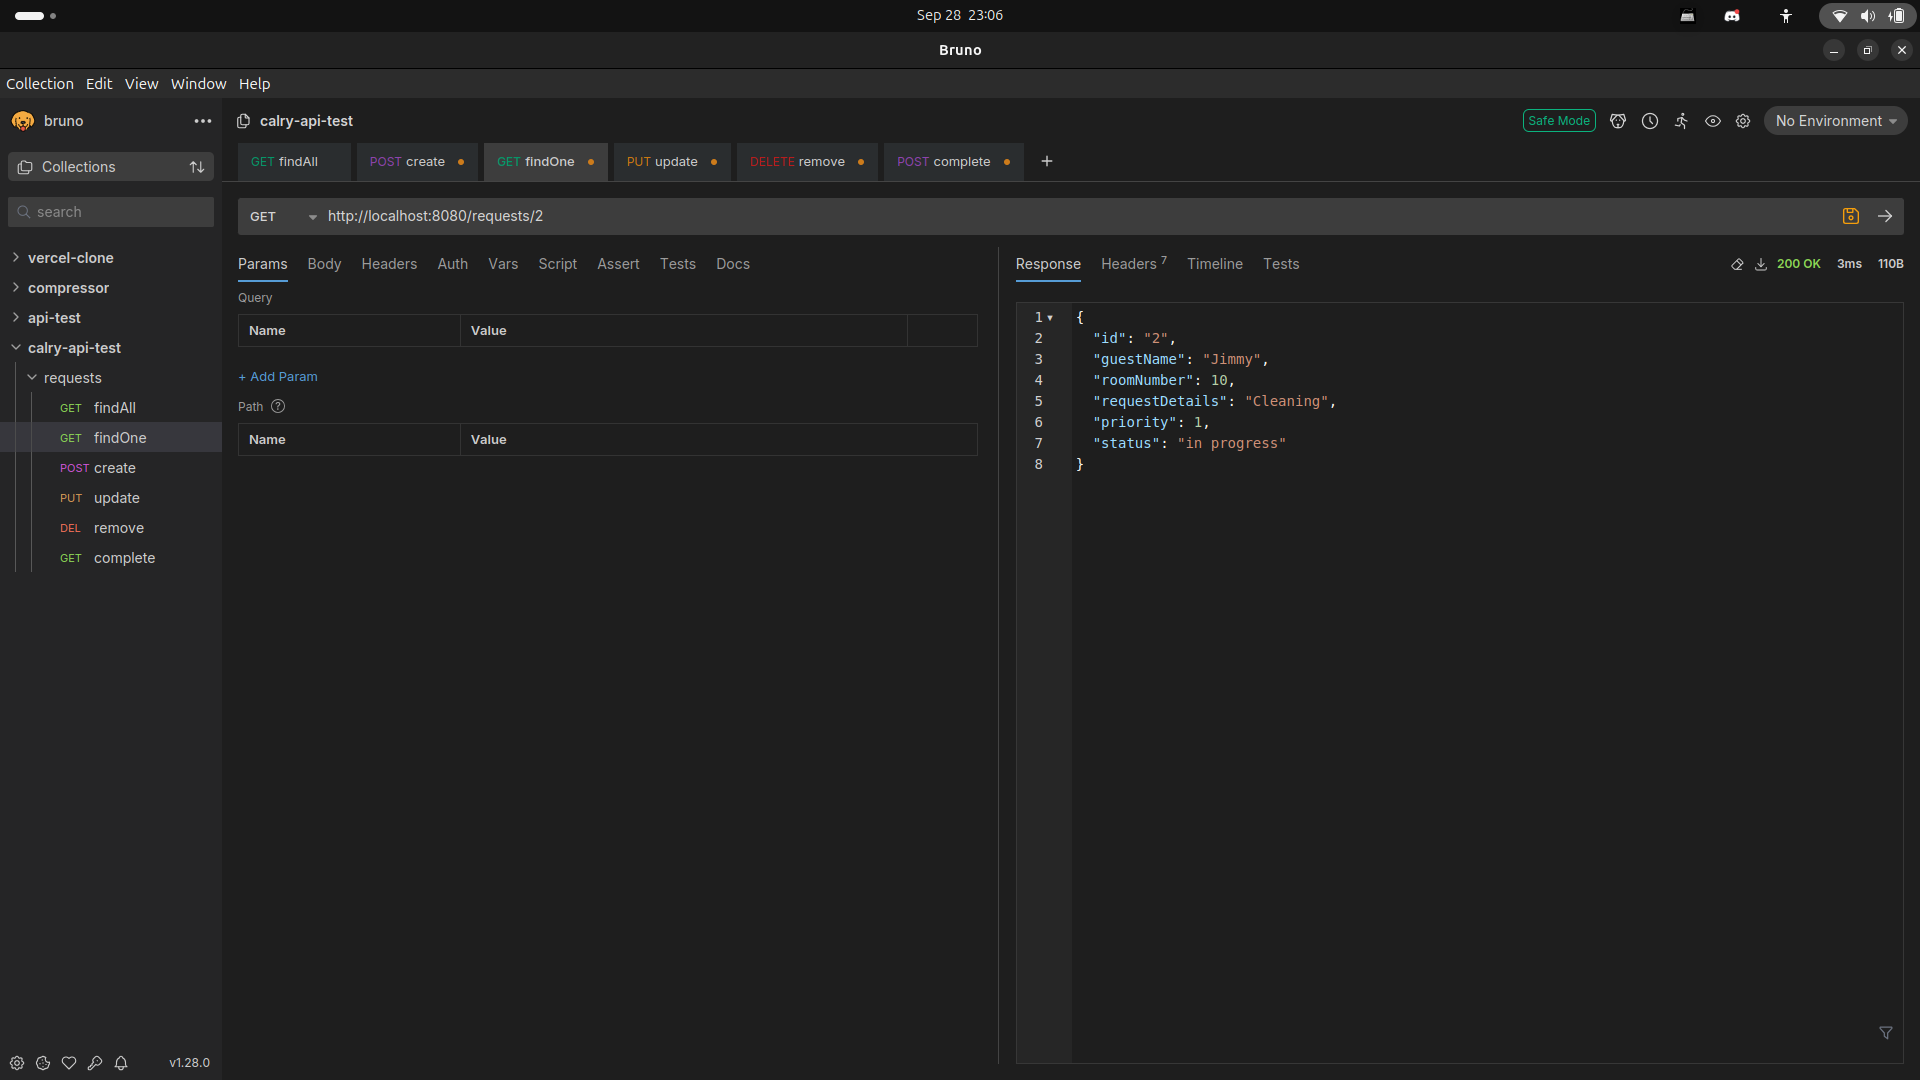 Sep 28 23:06
Bruno
Collection Edit View Window Help
bruno
calry-api-test
Safe Mode
No Environment
Collections
GET findAll
POST create
GET findOne
PUT update
DELETE remove
POST complete
search
GET http://localhost:8080/requests/2
vercel-clone
compressor
api-test
calry-api-test
requests
GET findAll
GET findOne
POST create
PUT update
DEL remove
GET complete
Params Body Headers Auth Vars Script Assert Tests Docs
Query
Name Value
+ Add Param
Path ?
Name Value
Response Headers 7 Timeline Tests
200 OK 3ms 110B
1 {
2 "id": "2",
3 "guestName": "Jimmy",
4 "roomNumber": 10,
5 "requestDetails": "Cleaning",
6 "priority": 1,
7 "status": "in progress"
8 }
v1.28.0